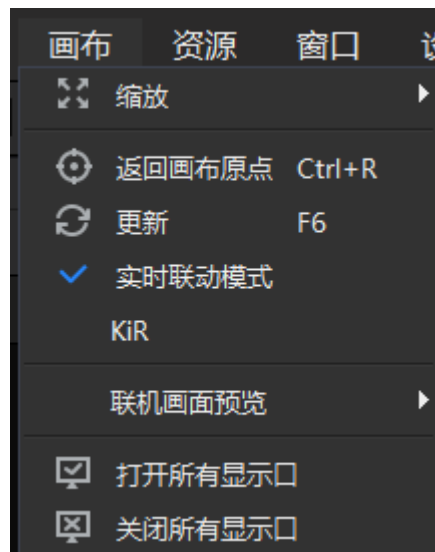 画布 资源 窗口
缩放
返回画布原点 Ctrl+R
更新 F6
实时联动模式
KiR
联机画面预览
打开所有显示口
关闭所有显示口